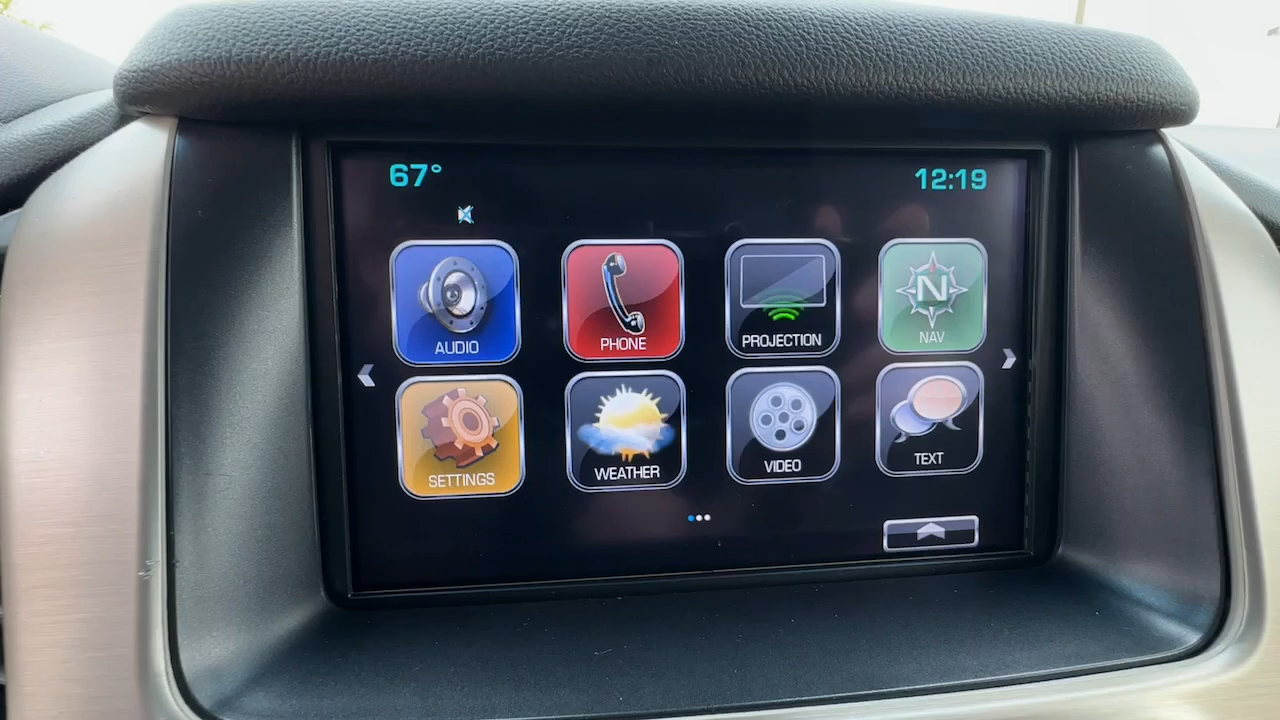 67° 12:19
AUDIO PHONE PROJECTION N NAV
SETTINGS WEATHER VIDEO TEXT